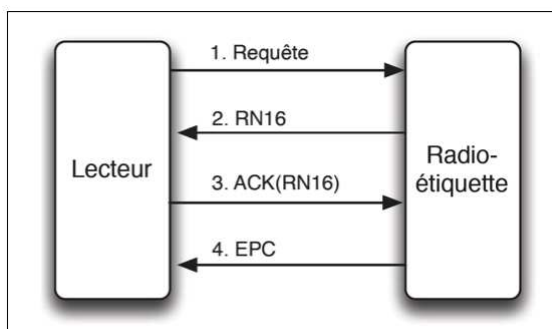 1. Requête
2. RN16
Lecteur
Radio-
étiquette
3. ACK(RN16)
4. EPC